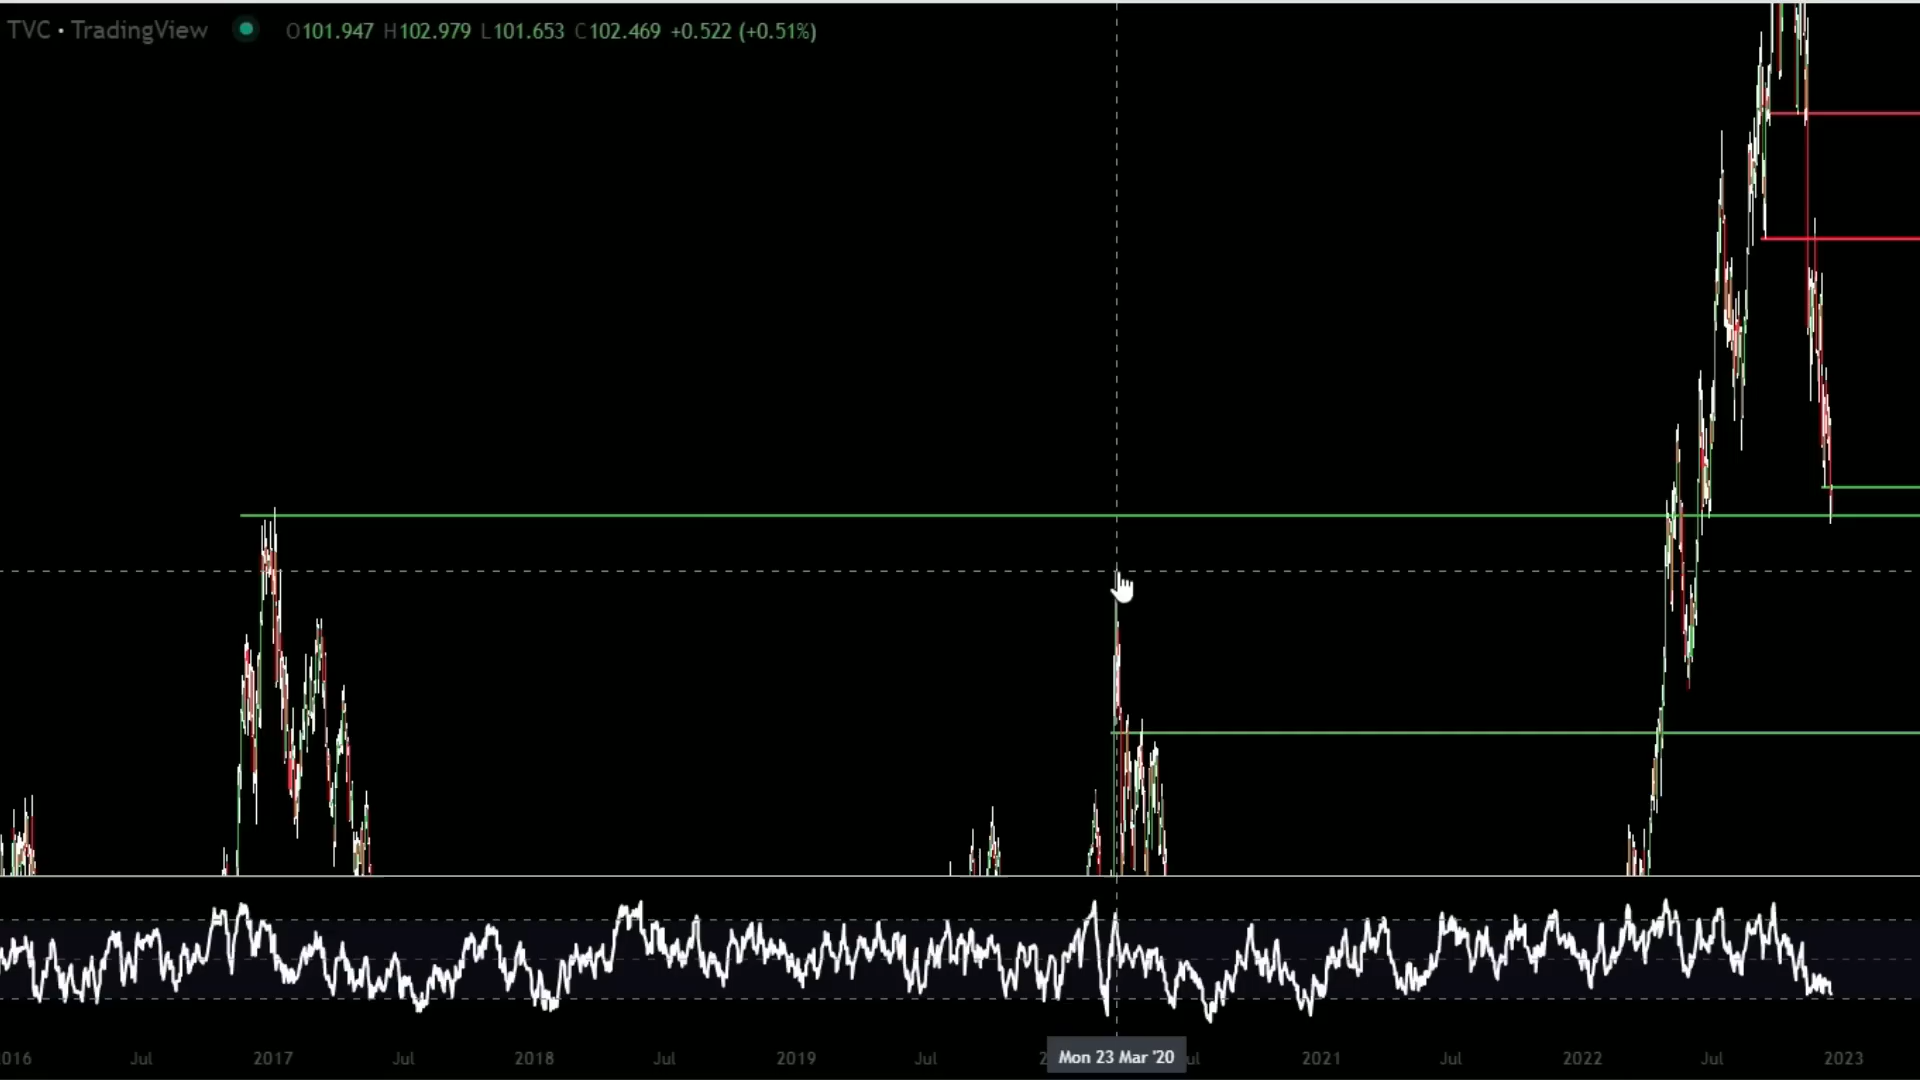 TVC • TradingView O101.947 H102.979 L101.653 C102.469 +0.522 (+0.51%)
016 Jul 2017 Jul 2018 Jul 2019 Jul 2 Mon 23 Mar '20 ul 2021 Jul 2022 Jul 2023